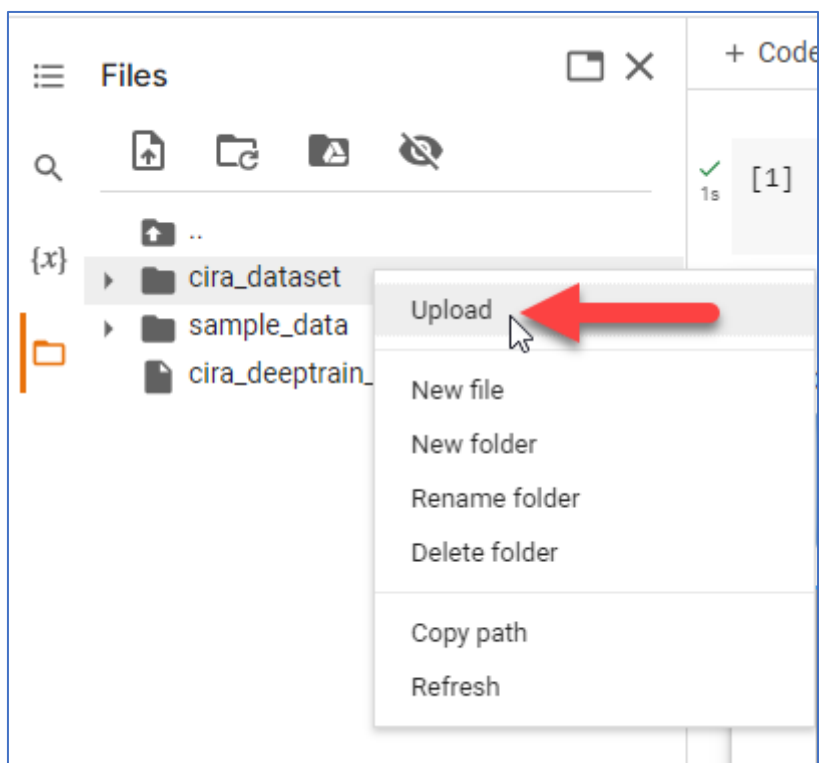 Files
+ Code
1s
[1]
{x}
..
cira_dataset
sample_data
cira_deeptrain_
Upload
New file
New folder
Rename folder
Delete folder
Copy path
Refresh